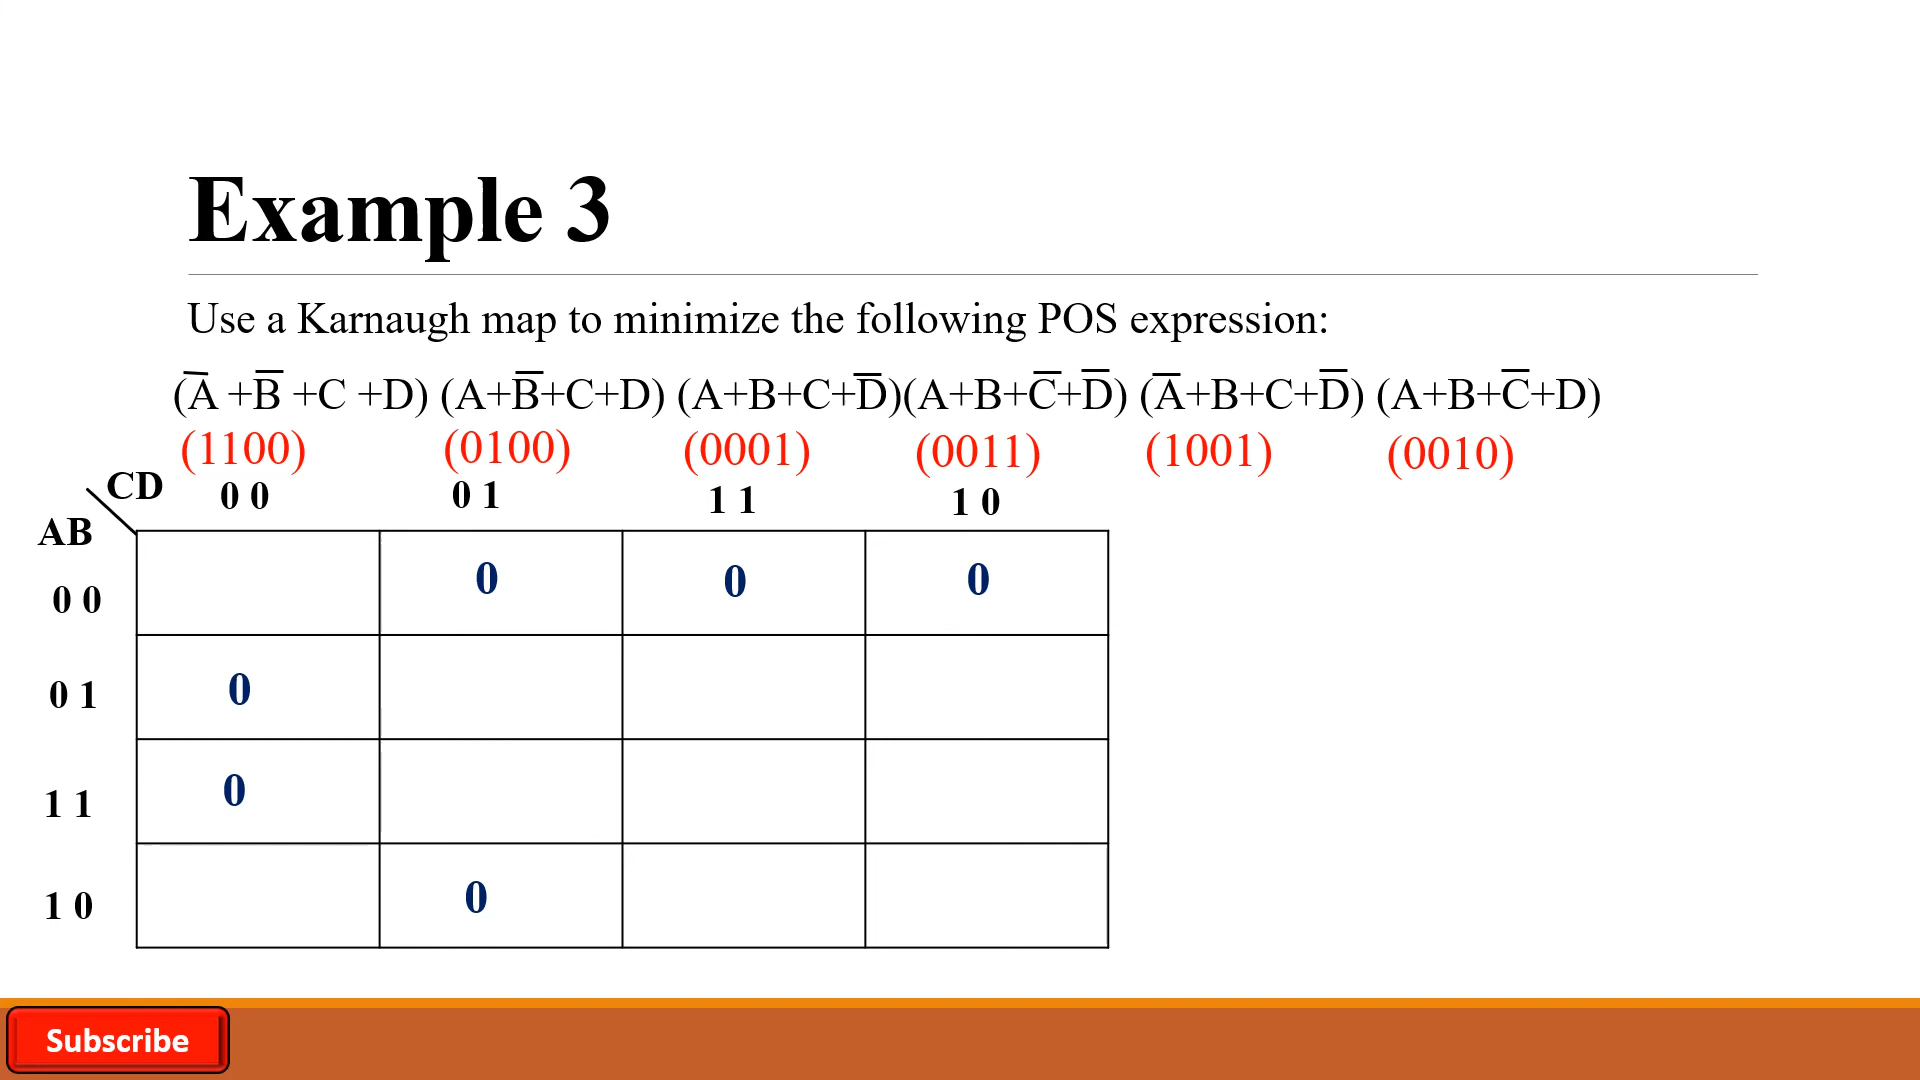 Example 3
Use a Karnaugh map to minimize the following POS expression:
(A̅ +B̅ +C +D) (A+B̅+C+D) (A+B+C+D̅)(A+B+C̅+D̅) (A̅+B+C+D̅) (A+B+C̅+D)
(1100) (0100) (0001) (0011) (1001) (0010)
CD 0 0 0 1 1 1 1 0
AB
0 0 0 0 0
0 1 0
1 1 0
1 0 0
Subscribe